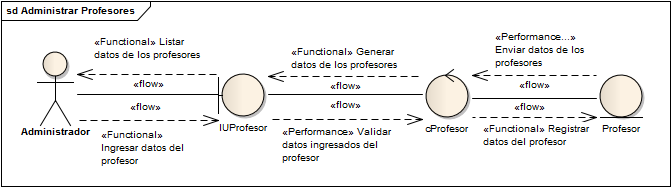 sd Administrar Profesores
«Functional» Listar
datos de los profesores
«flow»
«flow»
«Functional»
Ingresar datos del
profesor
Administrador
IUProfesor
«Functional» Generar
datos de los profesores
«flow»
«flow»
«Performance» Validar
datos ingresados del
profesor
cProfesor
«Performance...»
Enviar datos de los
profesores
«flow»
«flow»
«Functional» Registrar
datos del profesor
Profesor